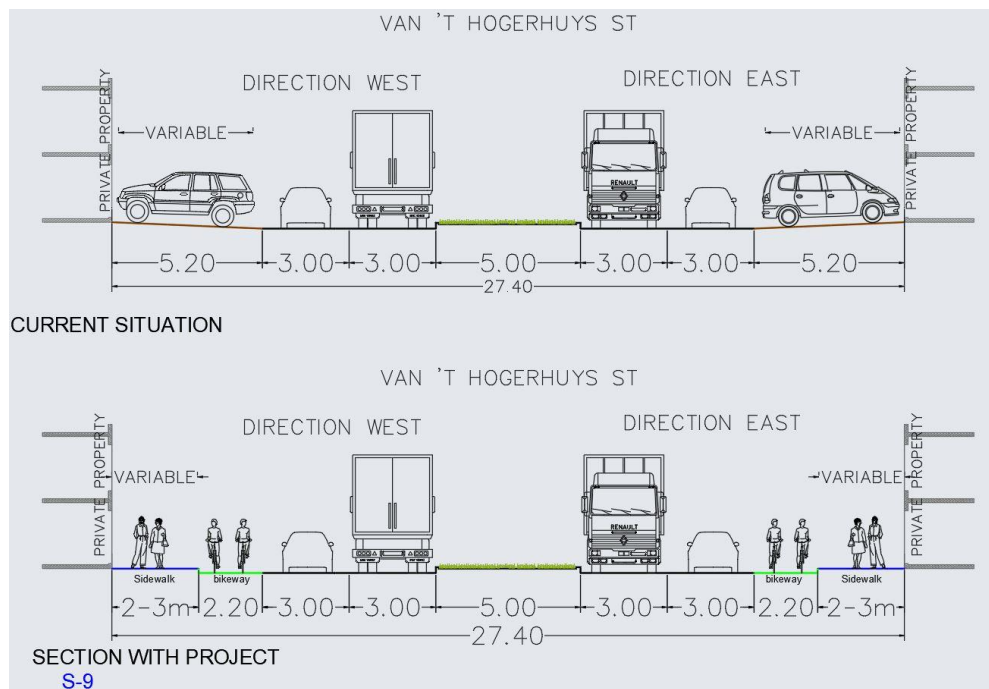 VAN 'T HOGERHUYS ST
DIRECTION WEST
DIRECTION EAST
PRIVATE PROPERTY
VARIABLE
VARIABLE
PRIVATE PROPERTY
RENAULT
5.20 3.00 3.00 5.00 3.00 3.00 5.20
27.40
CURRENT SITUATION
VAN 'T HOGERHUYS ST
DIRECTION WEST
DIRECTION EAST
PRIVATE PROPERTY
VARIABLE
VARIABLE
PRIVATE PROPERTY
RENAULT
Sidewalk bikeway bikeway Sidewalk
2-3m 2.20 3.00 3.00 5.00 3.00 3.00 2.20 2-3m
27.40
SECTION WITH PROJECT
S-9